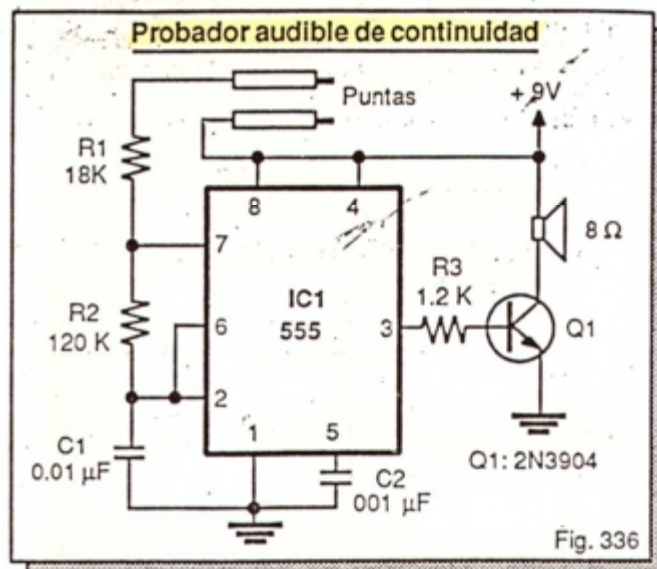 Probador audible de continuidad
Puntas
+ 9V
R1
18K
8
4
8 Ω
7
R3
1.2 K
IC1
555
R2
120 K
6
3
Q1
2
C1
0.01 µF
1
5
C2
001 µF
Q1: 2N3904
Fig. 336